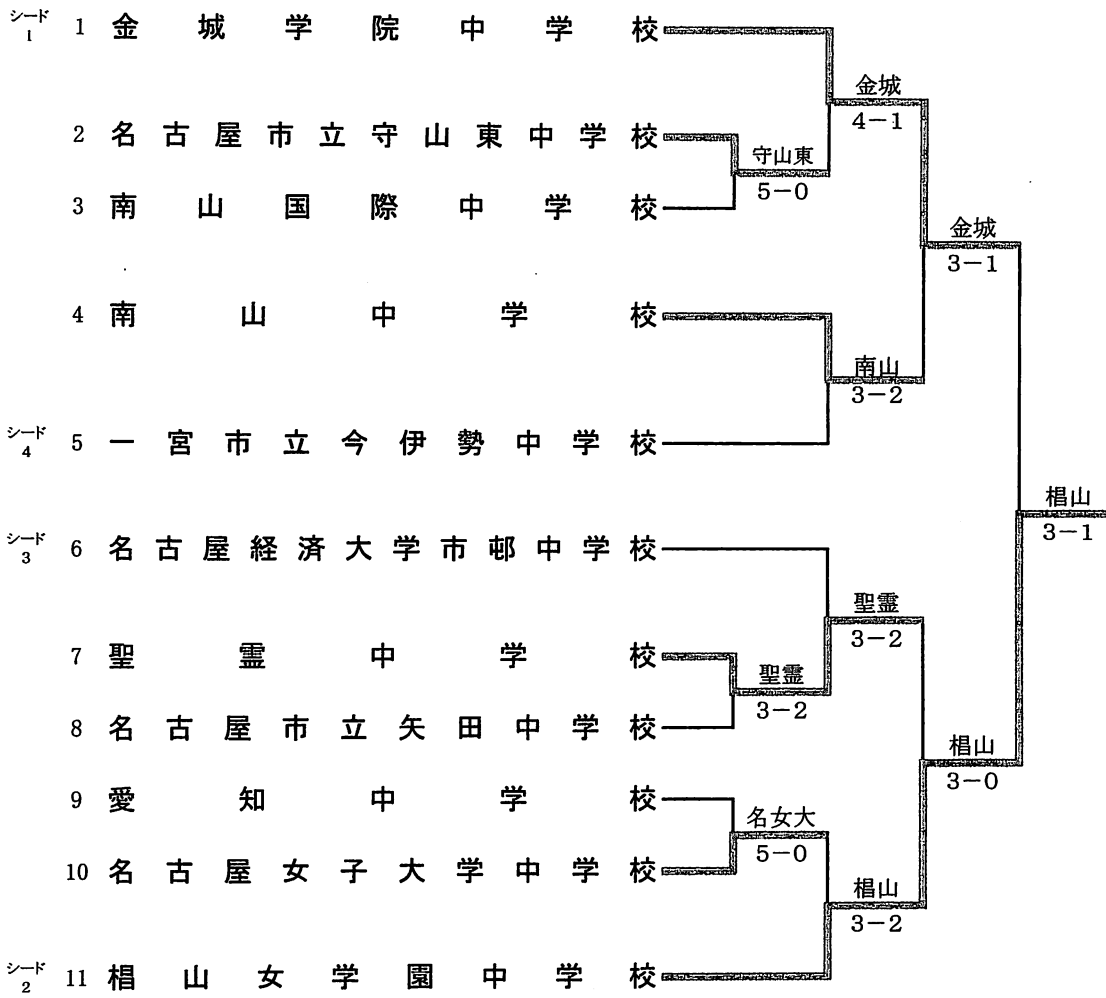 シード1 1 金城学院中学校
金城
4-1
2 名古屋市立守山東中学校
守山東
5-0
3 南山国際中学校
金城
3-1
4 南山中学校
南山
3-2
シード4 5 一宮市立今伊勢中学校
椙山
3-1
シード3 6 名古屋経済大学市邨中学校
聖霊
3-2
7 聖霊中学校
聖霊
3-2
8 名古屋市立矢田中学校
椙山
3-0
9 愛知中学校
名女大
5-0
10 名古屋女子大学中学校
椙山
3-2
シード2 11 椙山女学園中学校